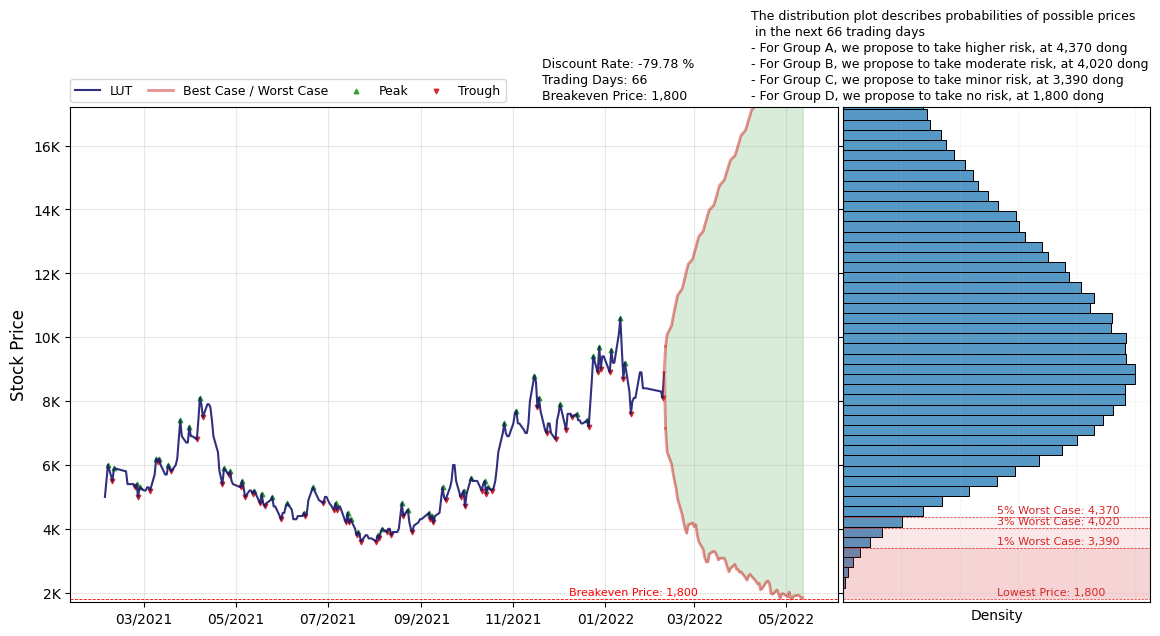 The distribution plot describes probabilities of possible prices
in the next 66 trading days
- For Group A, we propose to take higher risk, at 4,370 dong
- For Group B, we propose to take moderate risk, at 4,020 dong
- For Group C, we propose to take minor risk, at 3,390 dong
- For Group D, we propose to take no risk, at 1,800 dong
Discount Rate: -79.78 %
Trading Days: 66
Breakeven Price: 1,800
LUT
Best Case / Worst Case
Peak
Trough
Stock Price
16K
14K
12K
10K
8K
6K
4K
2K
Breakeven Price: 1,800
03/2021
05/2021
07/2021
09/2021
11/2021
01/2022
03/2022
05/2022
5% Worst Case: 4,370
3% Worst Case: 4,020
1% Worst Case: 3,390
Lowest Price: 1,800
Density